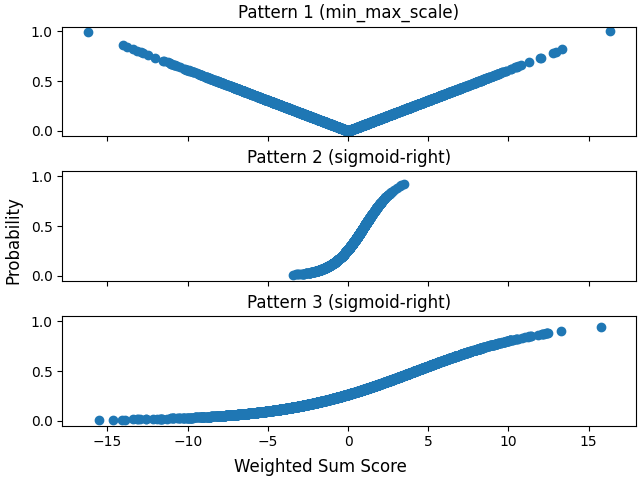 Pattern 1 (min_max_scale)
1.0
0.5
0.0
Pattern 2 (sigmoid-right)
1.0
0.5
0.0
Probability
Pattern 3 (sigmoid-right)
1.0
0.5
0.0
−15 −10 −5 0 5 10 15
Weighted Sum Score